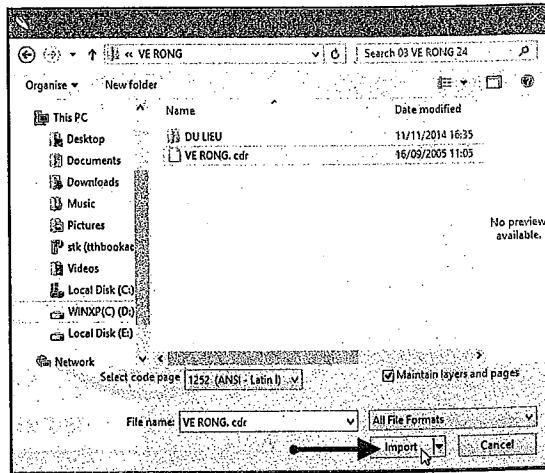 « VE RONG
Search 03 VE RONG 24
Organise
New folder
Name
Date modified
This PC
Desktop
Documents
Downloads
Music
Pictures
stk (tthbookac
Videos
Local Disk (C:)
WINXP(C) (D:)
Local Disk (E:)
Network
DU LIEU
11/11/2014 16:35
VE RONG. cdr
16/09/2005 11:05
No preview
available.
Select code page
1252 (ANSI - Latin I)
Maintain layers and pages
File name:
VE RONG. cdr
All File Formats
Import
Cancel